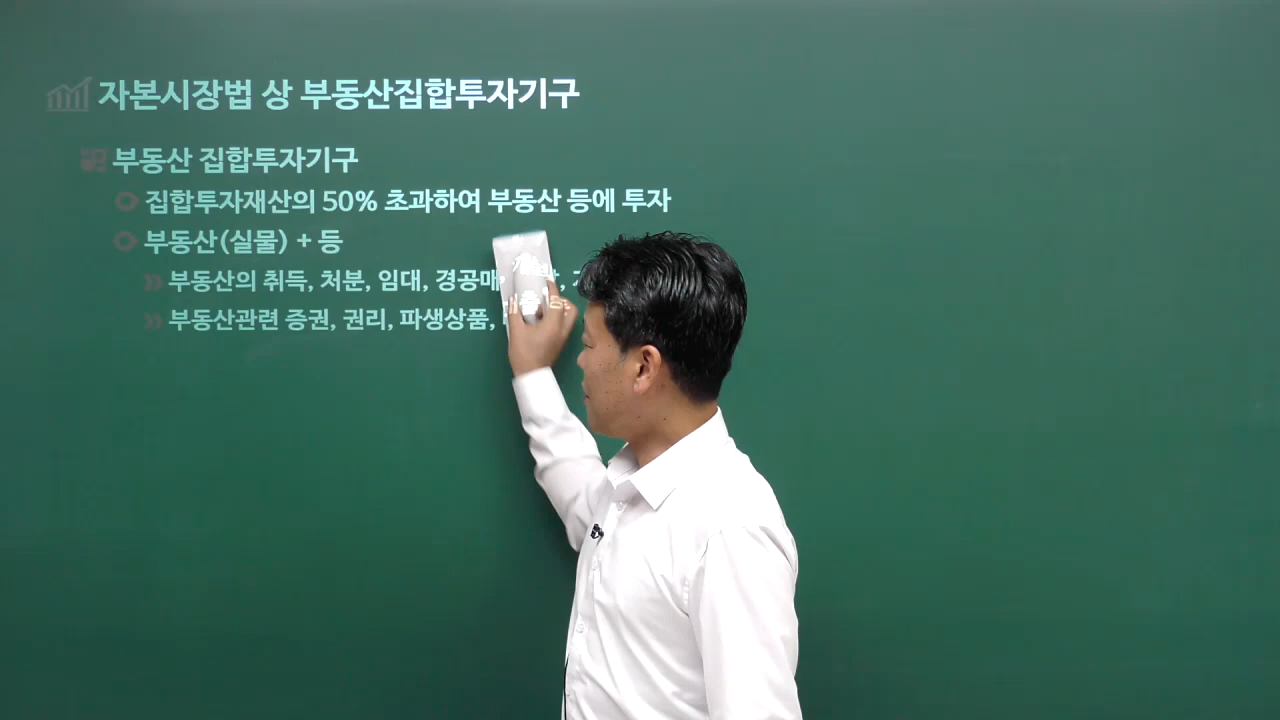 자본시장법 상 부동산집합투자기구
부동산 집합투자기구
집합투자재산의 50% 초과하여 부동산 등에 투자
부동산(실물) + 등
부동산의 취득, 처분, 임대, 경공매,
부동산관련 증권, 권리, 파생상품,